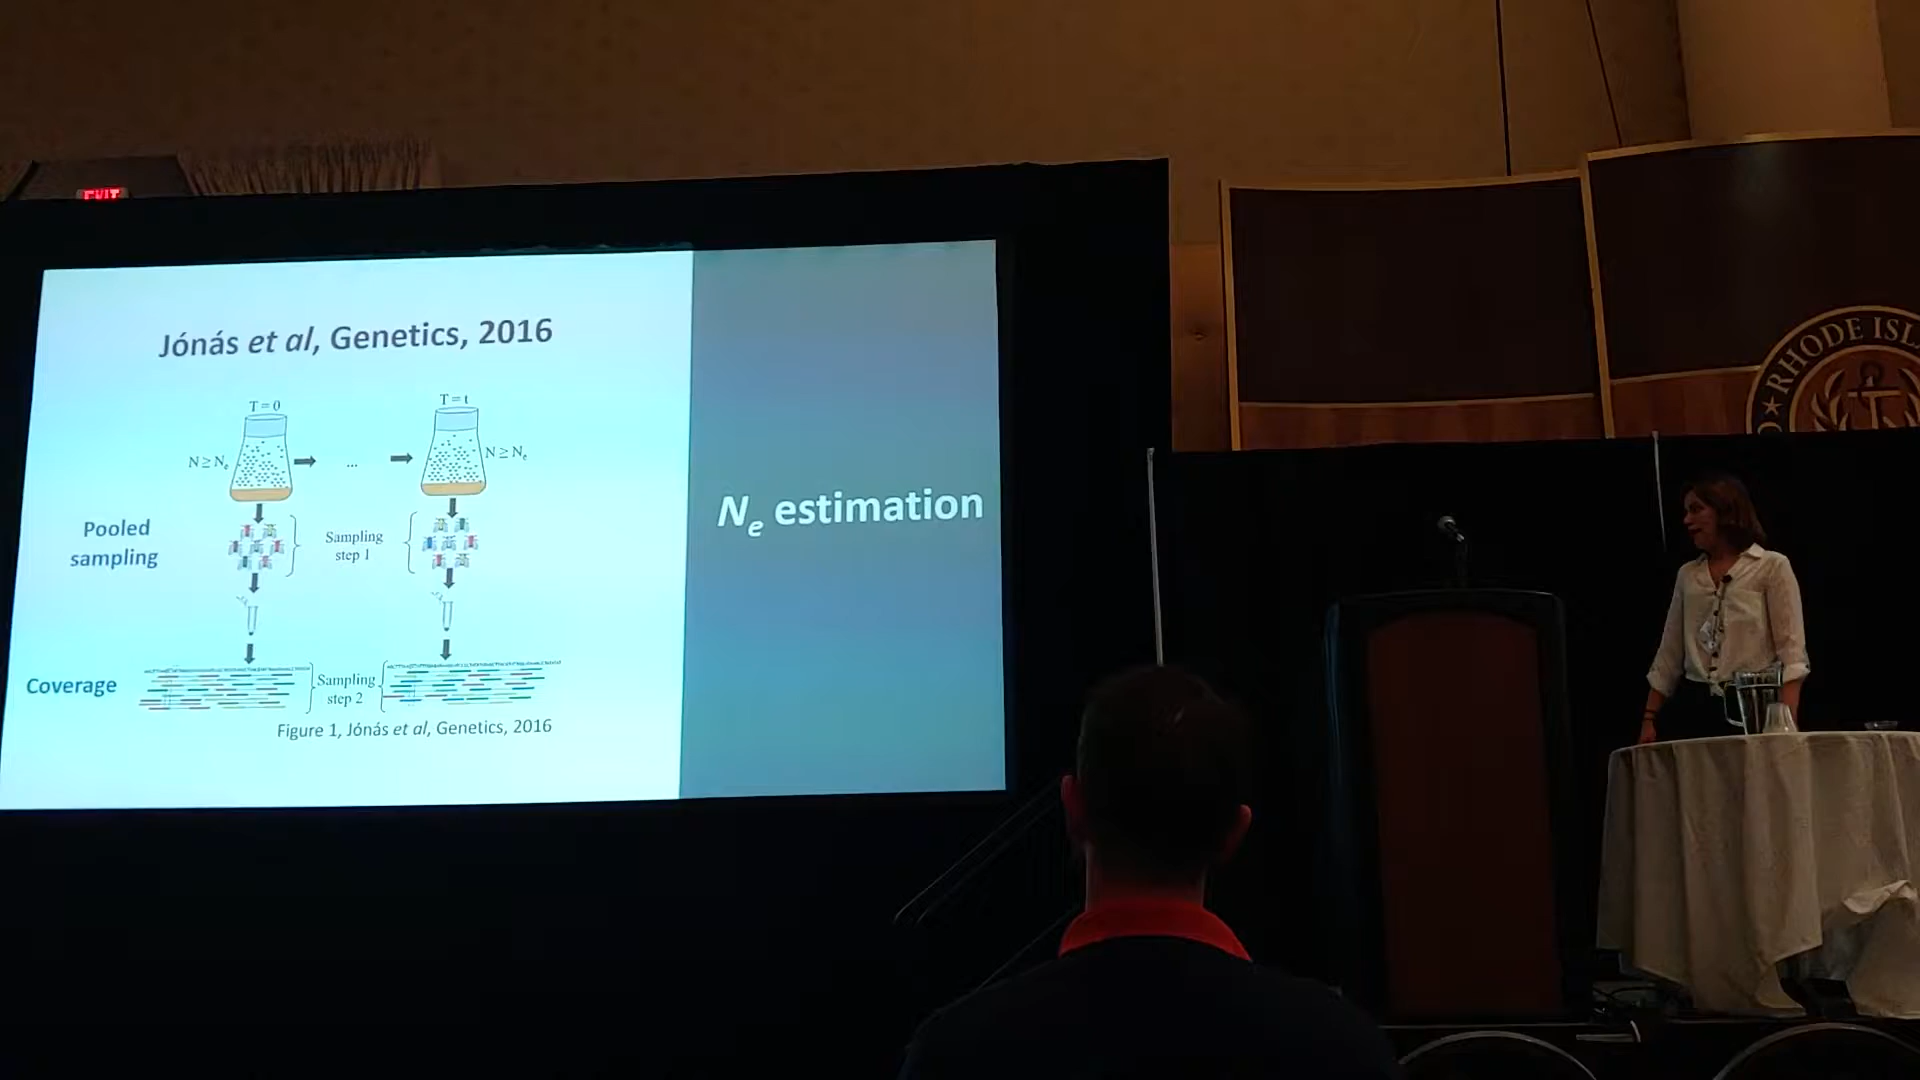 EXIT
Jónás et al, Genetics, 2016
T=0
T=t
N≥Ne
...
N≥Ne
Pooled
sampling
Sampling
step 1
Coverage
Sampling
step 2
Figure 1, Jónás et al, Genetics, 2016
Ne estimation
RHODE ISL